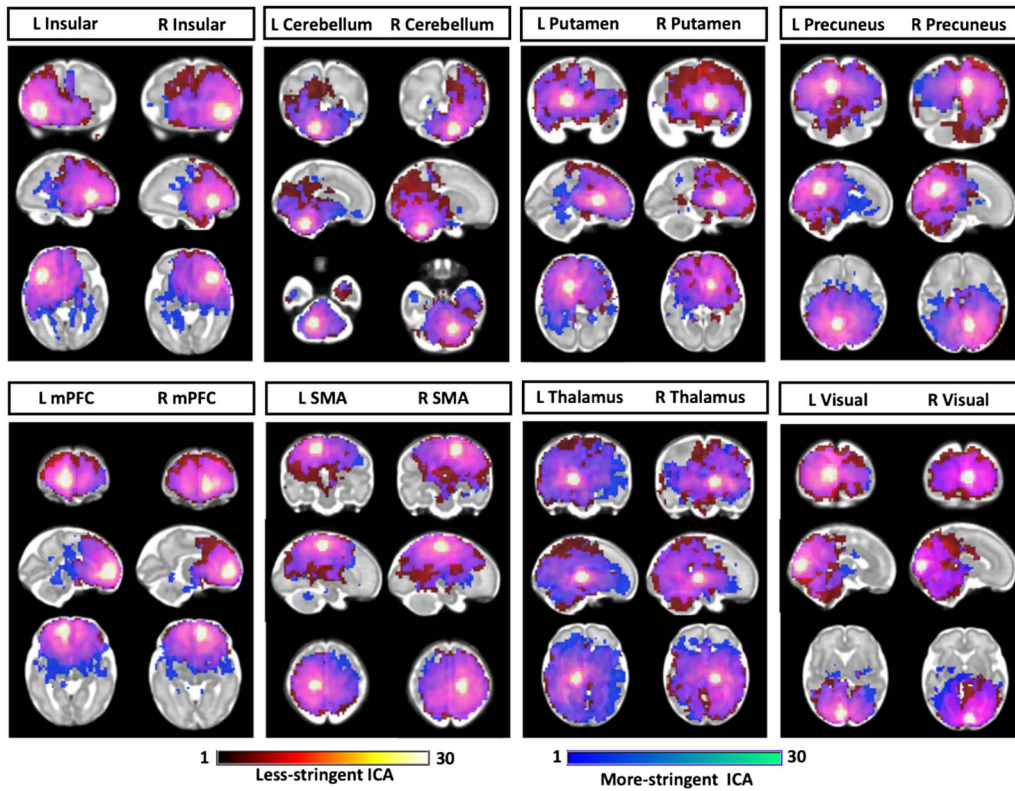 L Insular R Insular
L Cerebellum R Cerebellum
L Putamen R Putamen
L Precuneus R Precuneus
L mPFC R mPFC
L SMA R SMA
L Thalamus R Thalamus
L Visual R Visual
1 30
Less-stringent ICA
1 30
More-stringent ICA